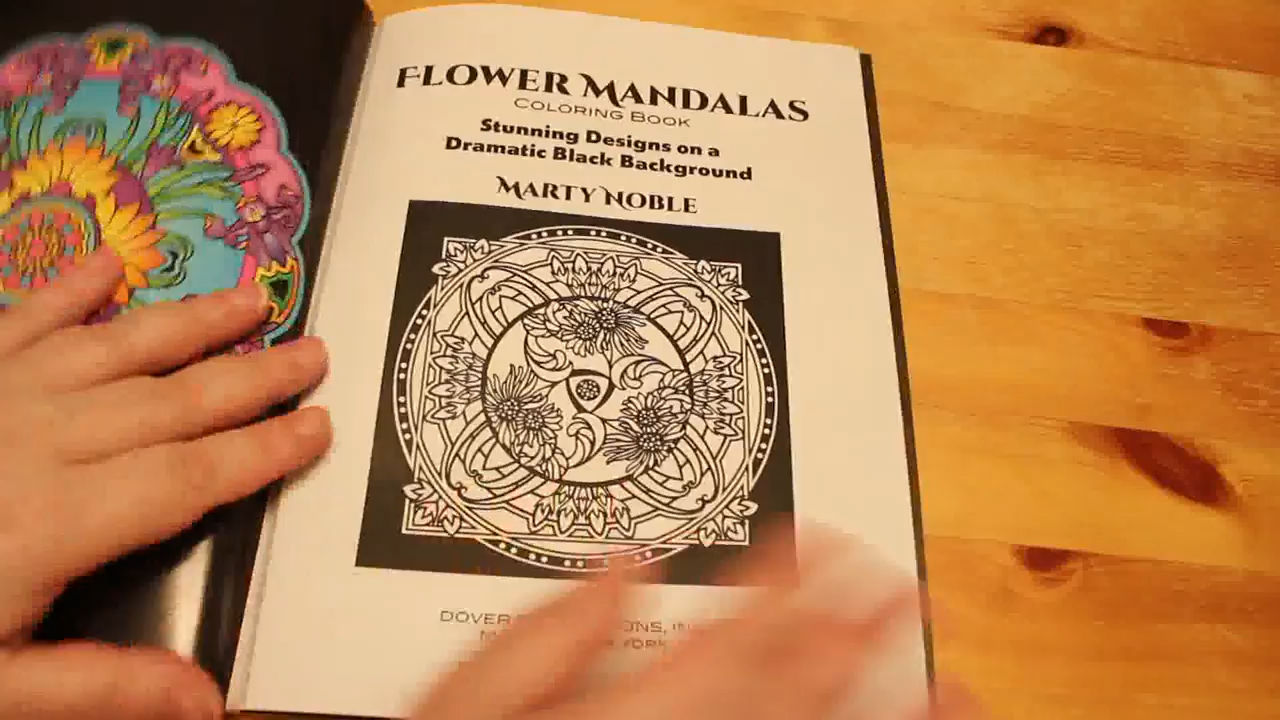 FLOWER MANDALAS
COLORING BOOK
Stunning Designs on a
Dramatic Black Background
MARTY NOBLE
DOVER